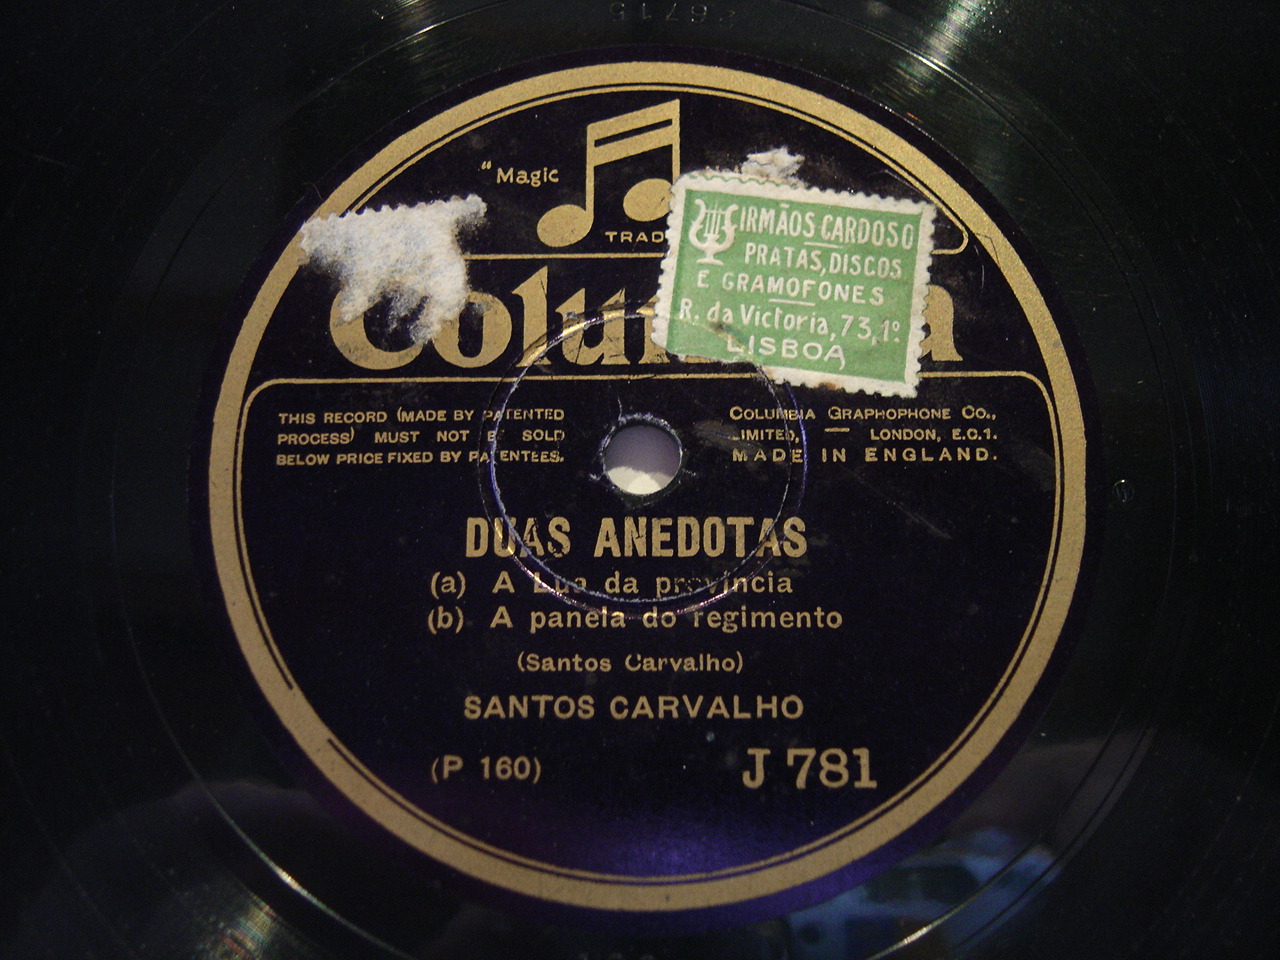 26715
"Magic
TRAD
IRMÃOS CARDOSO
PRATAS, DISCOS
E GRAMOFONES
R. da Victoria, 73, 1º
LISBOA
THIS RECORD (MADE BY PATENTED
PROCESS) MUST NOT BE SOLD
BELOW PRICE FIXED BY PATENTEES.
COLUMBIA GRAPHOPHONE CO.,
LIMITED, — LONDON, E.C.1.
MADE IN ENGLAND.
DUAS ANEDOTAS
(a) A Lua da província
(b) A panela do regimento
(Santos Carvalho)
SANTOS CARVALHO
(P 160) J 781